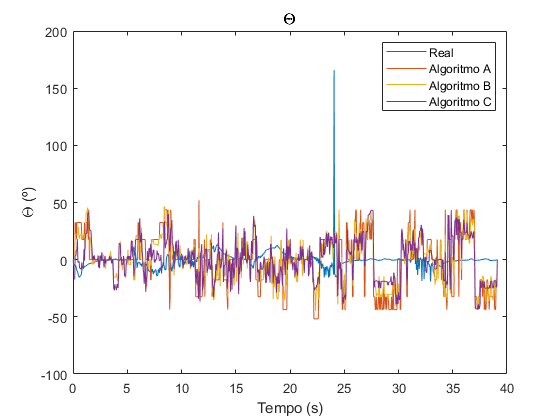 Θ
200
150
100
50
0
-50
-100
0 5 10 15 20 25 30 35 40
Θ (º)
Tempo (s)
Real
Algoritmo A
Algoritmo B
Algoritmo C